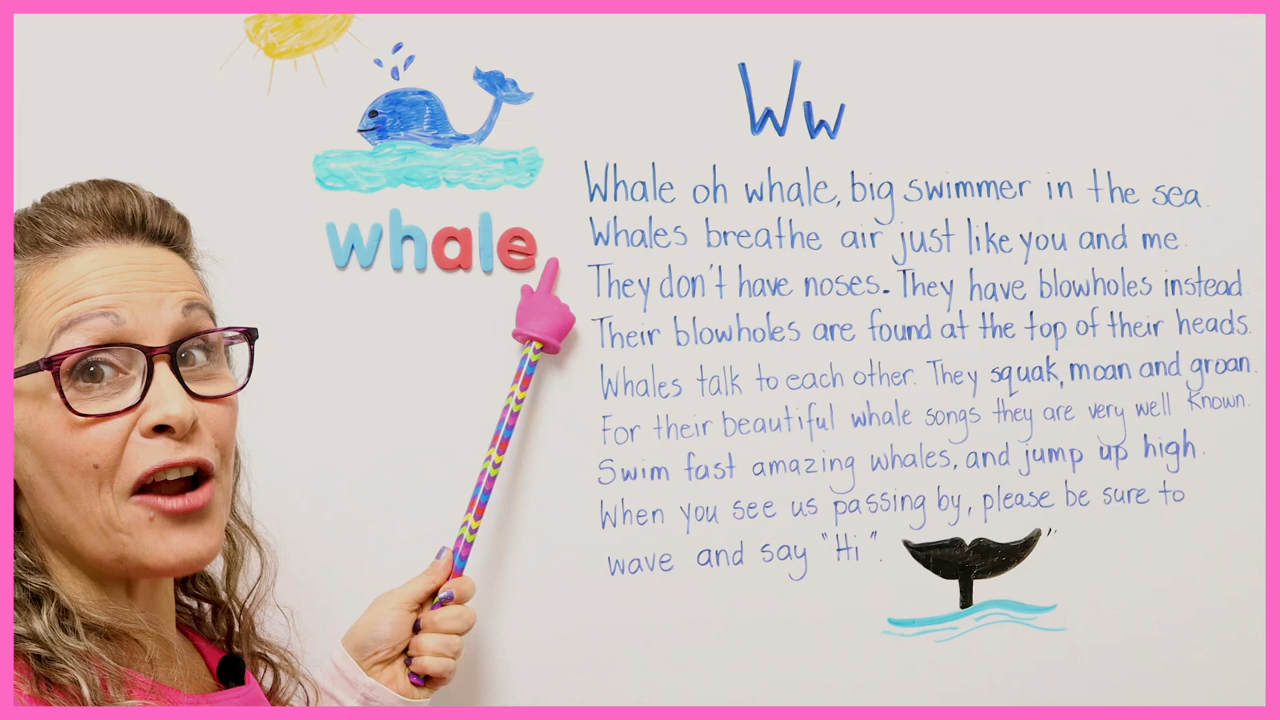 whale
Ww
Whale oh whale, big swimmer in the sea.
Whales breathe air just like you and me.
They don't have noses. They have blowholes instead.
Their blowholes are found at the top of their heads.
Whales talk to each other. They squak, moan and groan.
For their beautiful whale songs they are very well known.
Swim fast amazing whales, and jump up high.
When you see us passing by, please be sure to
wave and say "Hi".